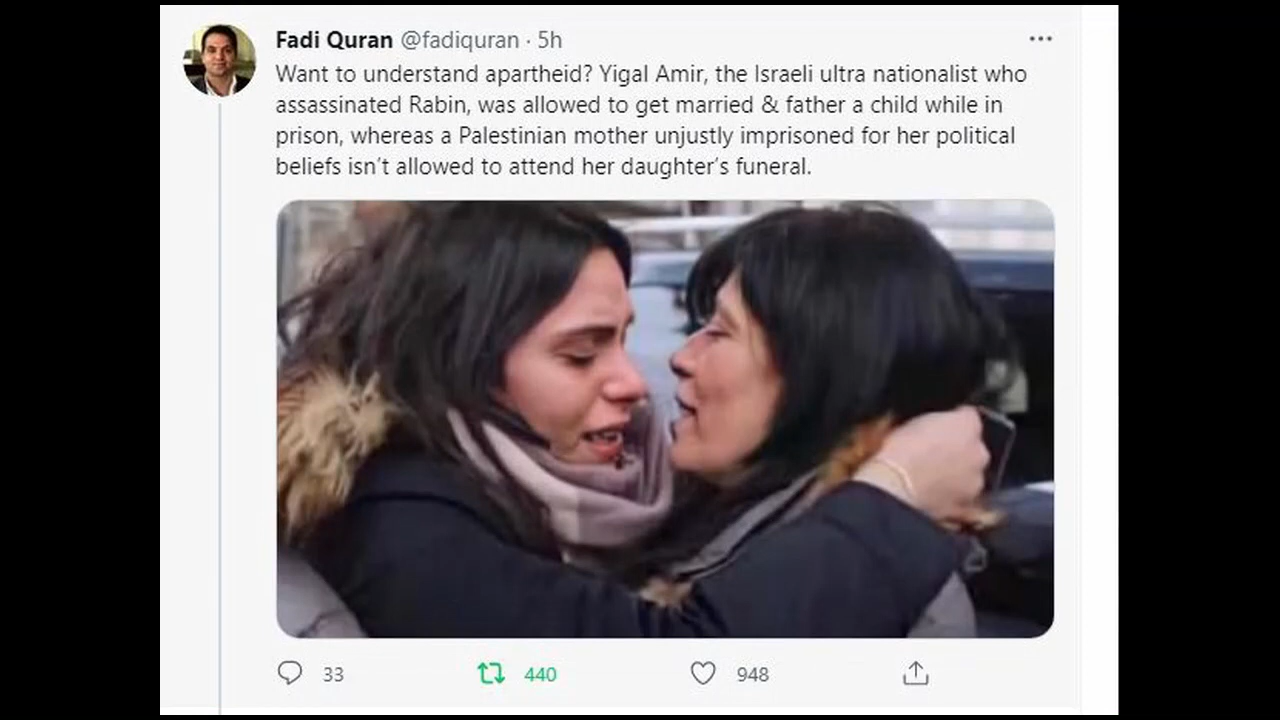 Fadi Quran @fadiquran · 5h
Want to understand apartheid? Yigal Amir, the Israeli ultra nationalist who
assassinated Rabin, was allowed to get married & father a child while in
prison, whereas a Palestinian mother unjustly imprisoned for her political
beliefs isn’t allowed to attend her daughter’s funeral.
33 440 948